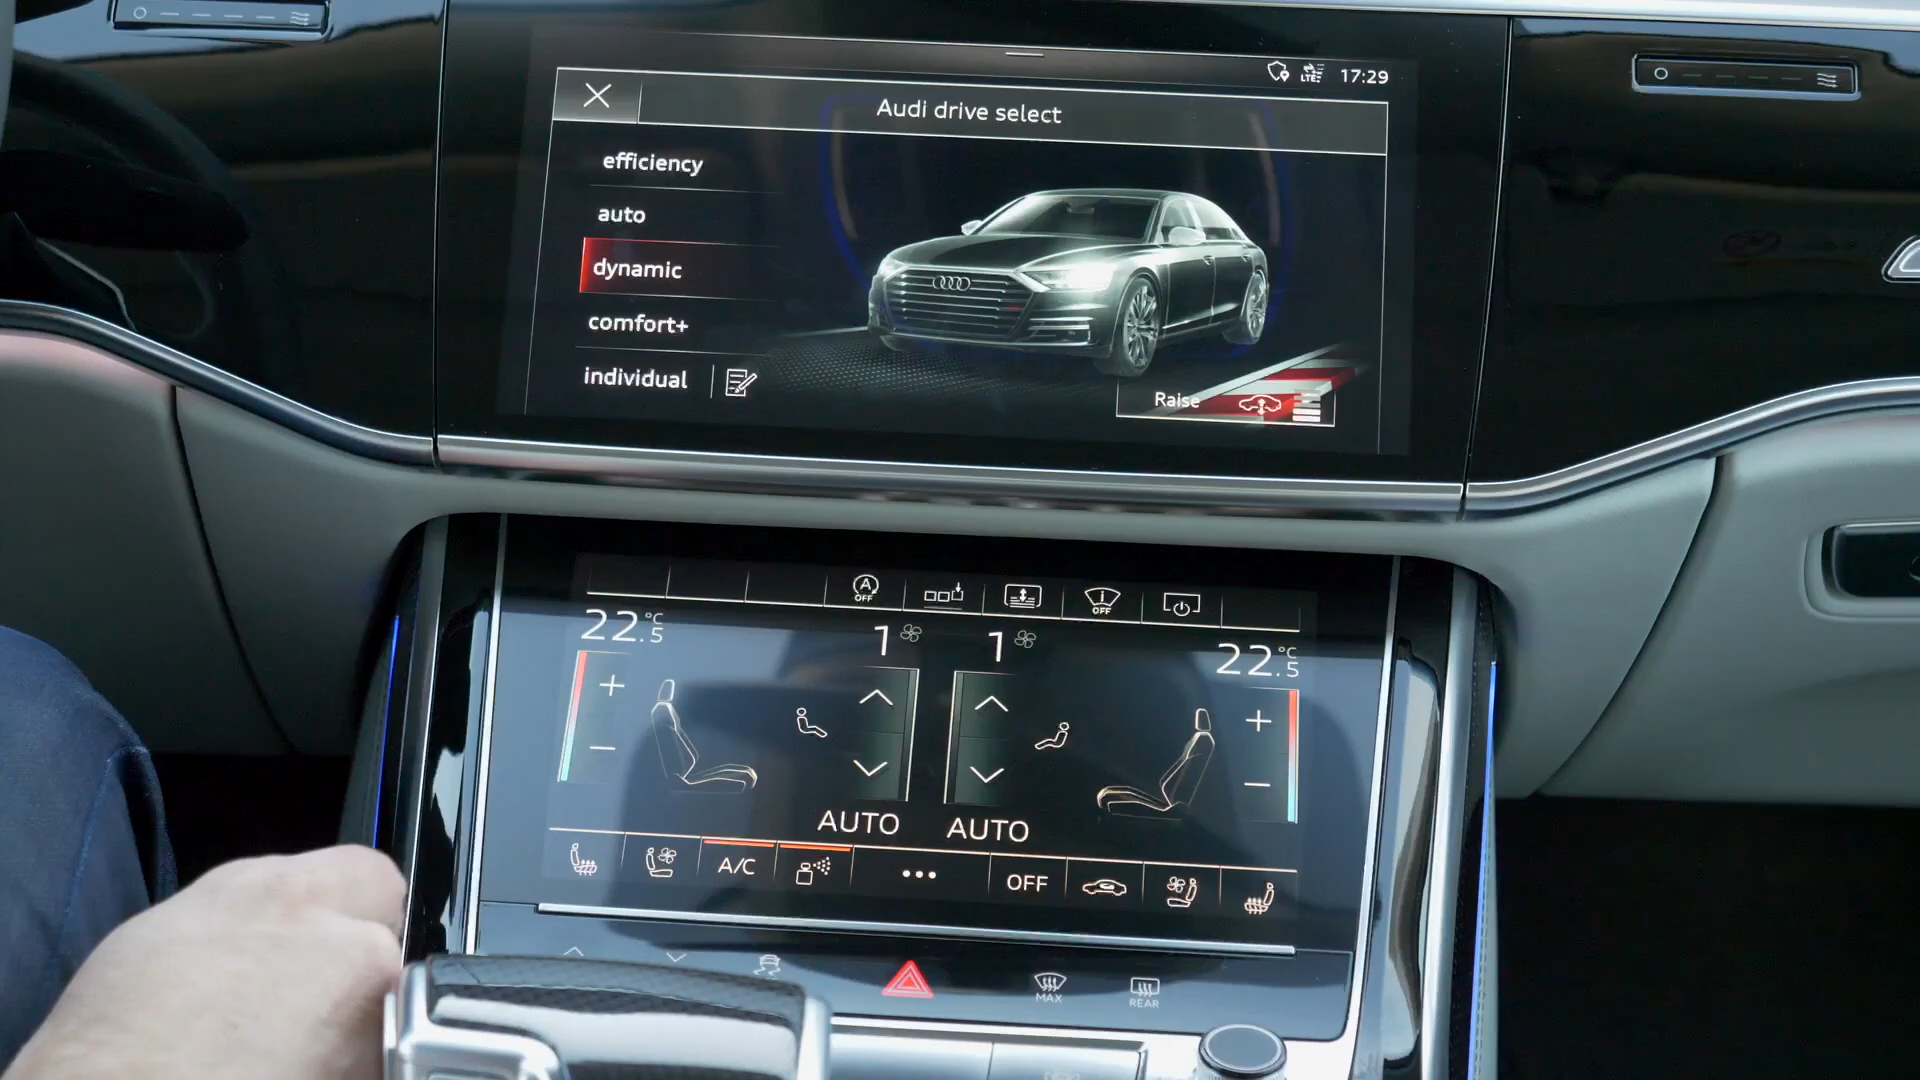 LTE 17:29
Audi drive select
efficiency
auto
dynamic
comfort+
individual
Raise
A OFF
OFF
22.5 °C
1
1
22.5 °C
AUTO AUTO
A/C
OFF
MAX
REAR